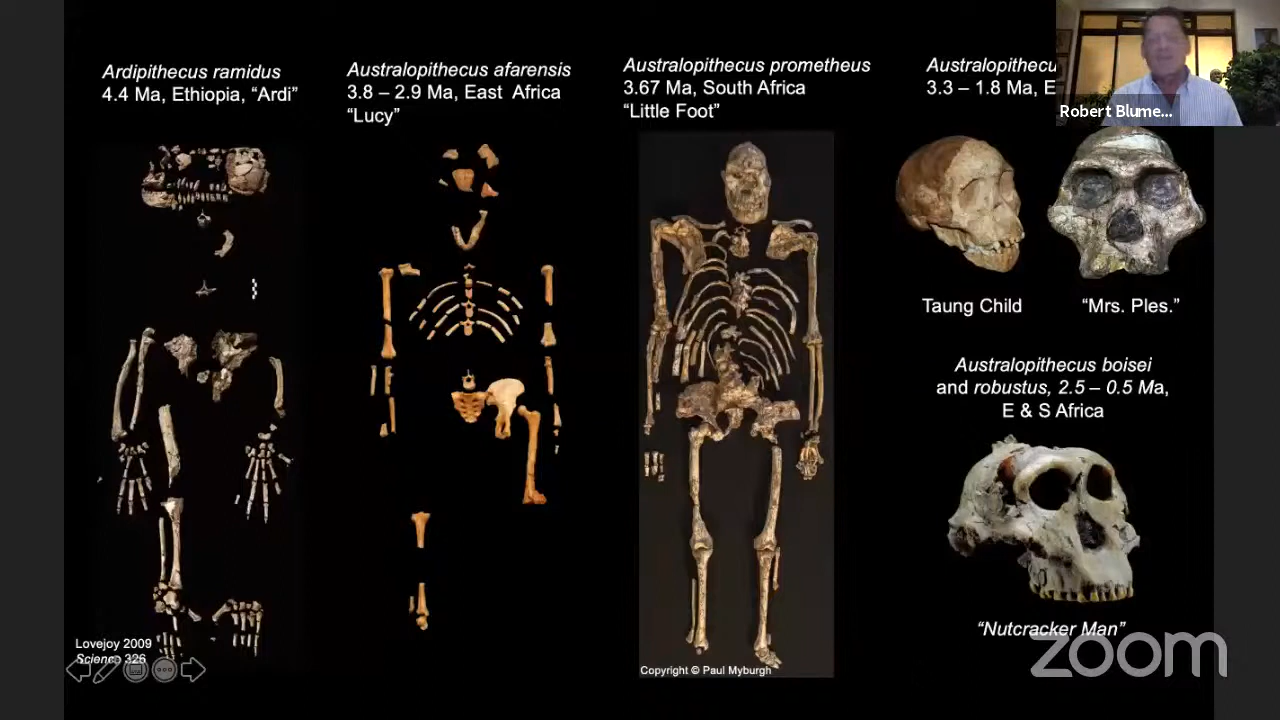 Ardipithecus ramidus
4.4 Ma, Ethiopia, “Ardi”
Australopithecus afarensis
3.8 – 2.9 Ma, East Africa
“Lucy”
Australopithecus prometheus
3.67 Ma, South Africa
“Little Foot”
Australopithecu
3.3 – 1.8 Ma, E
Robert Blume...
Taung Child
“Mrs. Ples.”
Australopithecus boisei
and robustus, 2.5 – 0.5 Ma,
E & S Africa
“Nutcracker Man”
Lovejoy 2009
Science 326
Copyright © Paul Myburgh
zoom